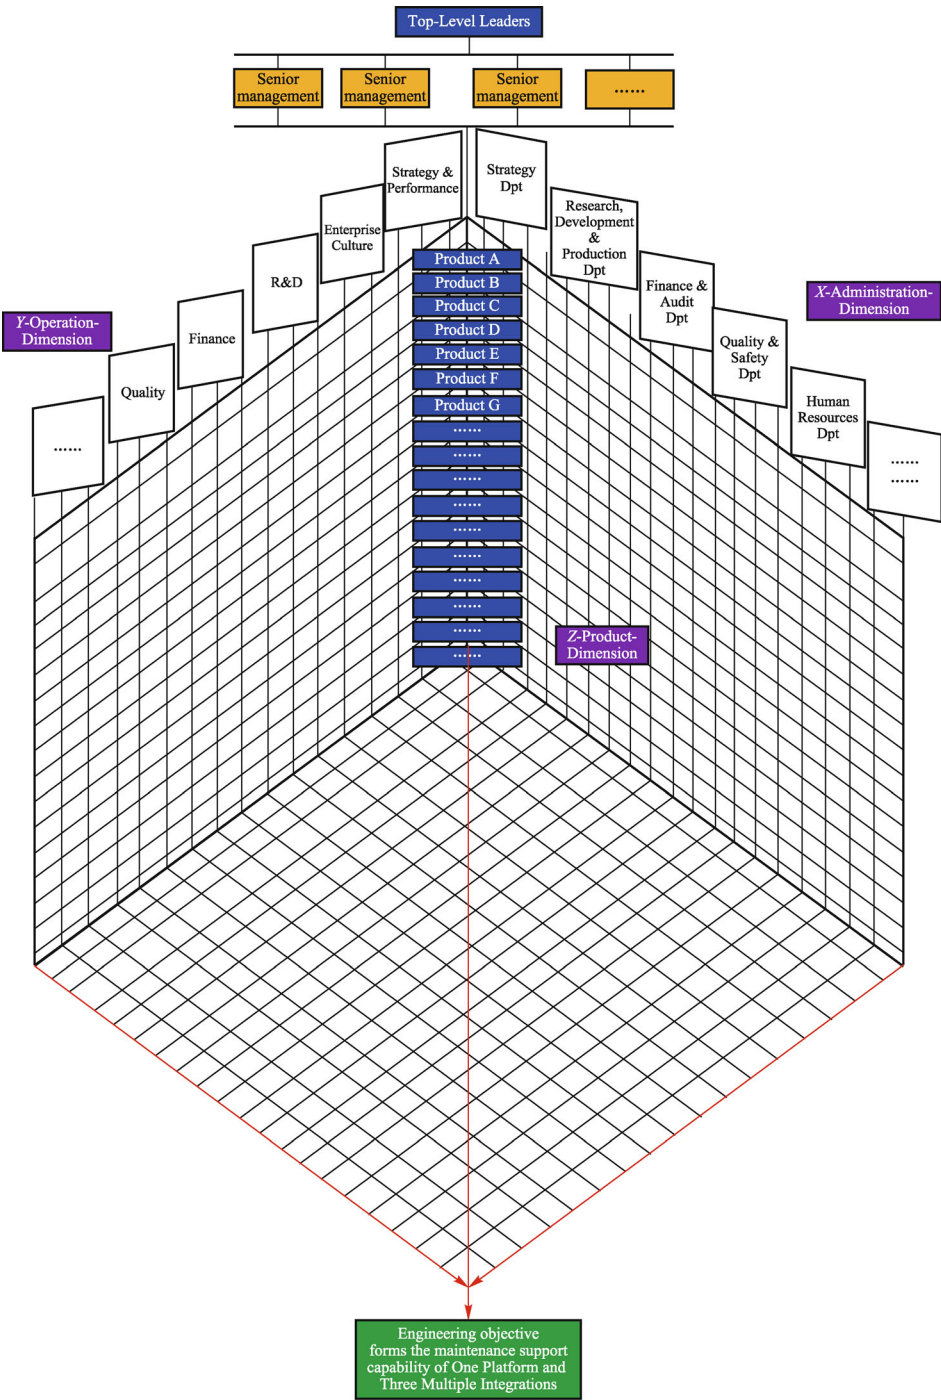 Top-Level Leaders
Senior
management
Senior
management
Senior
management
......
Strategy &
Performance
Enterprise
Culture
R&D
Finance
Quality
......
Y-Operation-
Dimension
Strategy
Dpt
Research,
Development
&
Production
Dpt
Finance &
Audit
Dpt
Quality &
Safety
Dpt
Human
Resources
Dpt
......
......
X-Administration-
Dimension
Product A
Product B
Product C
Product D
Product E
Product F
Product G
......
......
......
......
......
......
......
......
......
......
Z-Product-
Dimension
Engineering objective
forms the maintenance support
capability of One Platform and
Three Multiple Integrations